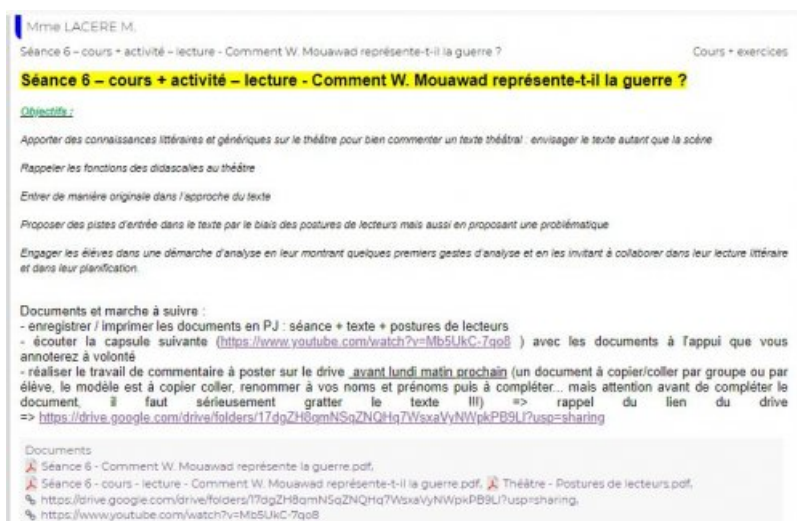 Mme LACERE M.
Séance 6 – cours + activité – lecture - Comment W. Mouawad représente-t-il la guerre ? Cours + exercices
Séance 6 – cours + activité – lecture - Comment W. Mouawad représente-t-il la guerre ?
Objectifs :
Apporter des connaissances littéraires et génériques sur le théâtre pour bien commenter un texte théâtral : envisager le texte autant que la scène
Rappeler les fonctions des didascalies au théâtre
Entrer de manière originale dans l'approche du texte
Proposer des pistes d'entrée dans le texte par le biais des postures de lecteurs mais aussi en proposant une problématique
Engager les élèves dans une démarche d'analyse en leur montrant quelques premiers gestes d'analyse et en les invitant à collaborer dans leur lecture littéraire
et dans leur planification.
Documents et marche à suivre :
- enregistrer / imprimer les documents en PJ : séance + texte + postures de lecteurs
- écouter la capsule suivante (https://www.youtube.com/watch?v=Mb5UkC-7qo8 ) avec les documents à l'appui que vous
annoterez à volonté
- réaliser le travail de commentaire à poster sur le drive avant lundi matin prochain (un document à copier/coller par groupe ou par
élève, le modèle est à copier coller, renommer à vos noms et prénoms puis à compléter... mais attention avant de compléter le
document, il faut sérieusement gratter le texte !!!) => rappel du lien du drive
=> https://drive.google.com/drive/folders/17dgZH8qmNSqZNQHq7WsxaVyNWpkPB9LI?usp=sharing
Documents
Séance 6 - Comment W. Mouawad représente la guerre.pdf,
Séance 6 - cours - lecture - Comment W. Mouawad représente-t-il la guerre.pdf, Théâtre - Postures de lecteurs.pdf,
https://drive.google.com/drive/folders/17dgZH8qmNSqZNQHq7WsxaVyNWpkPB9LI?usp=sharing,
https://www.youtube.com/watch?v=Mb5UkC-7qo8